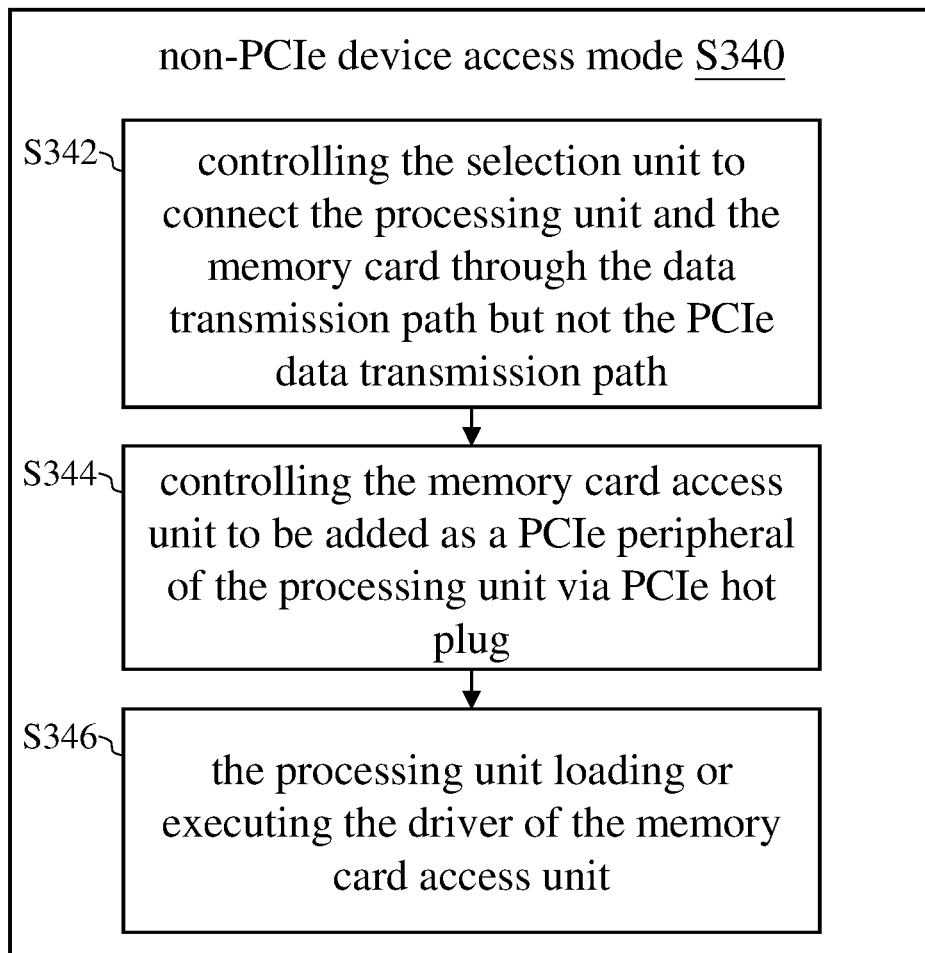 non-PCIe device access mode S340
S342
controlling the selection unit to
connect the processing unit and the
memory card through the data
transmission path but not the PCIe
data transmission path
S344
controlling the memory card access
unit to be added as a PCIe peripheral
of the processing unit via PCIe hot
plug
S346
the processing unit loading or
executing the driver of the memory
card access unit